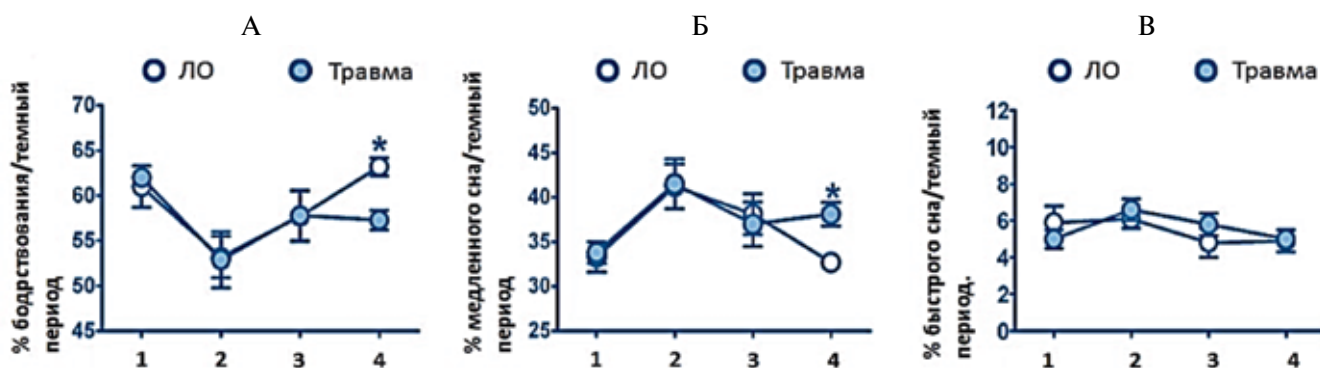 А
ЛО Травма
% бодрствования/темный
период
70
65
60
55
50
45
*
1 2 3 4
Б
ЛО Травма
% медленного сна/темный
период
50
45
40
35
30
25
*
1 2 3 4
В
ЛО Травма
% быстрого сна/темный
период.
12
10
8
6
4
2
0
1 2 3 4